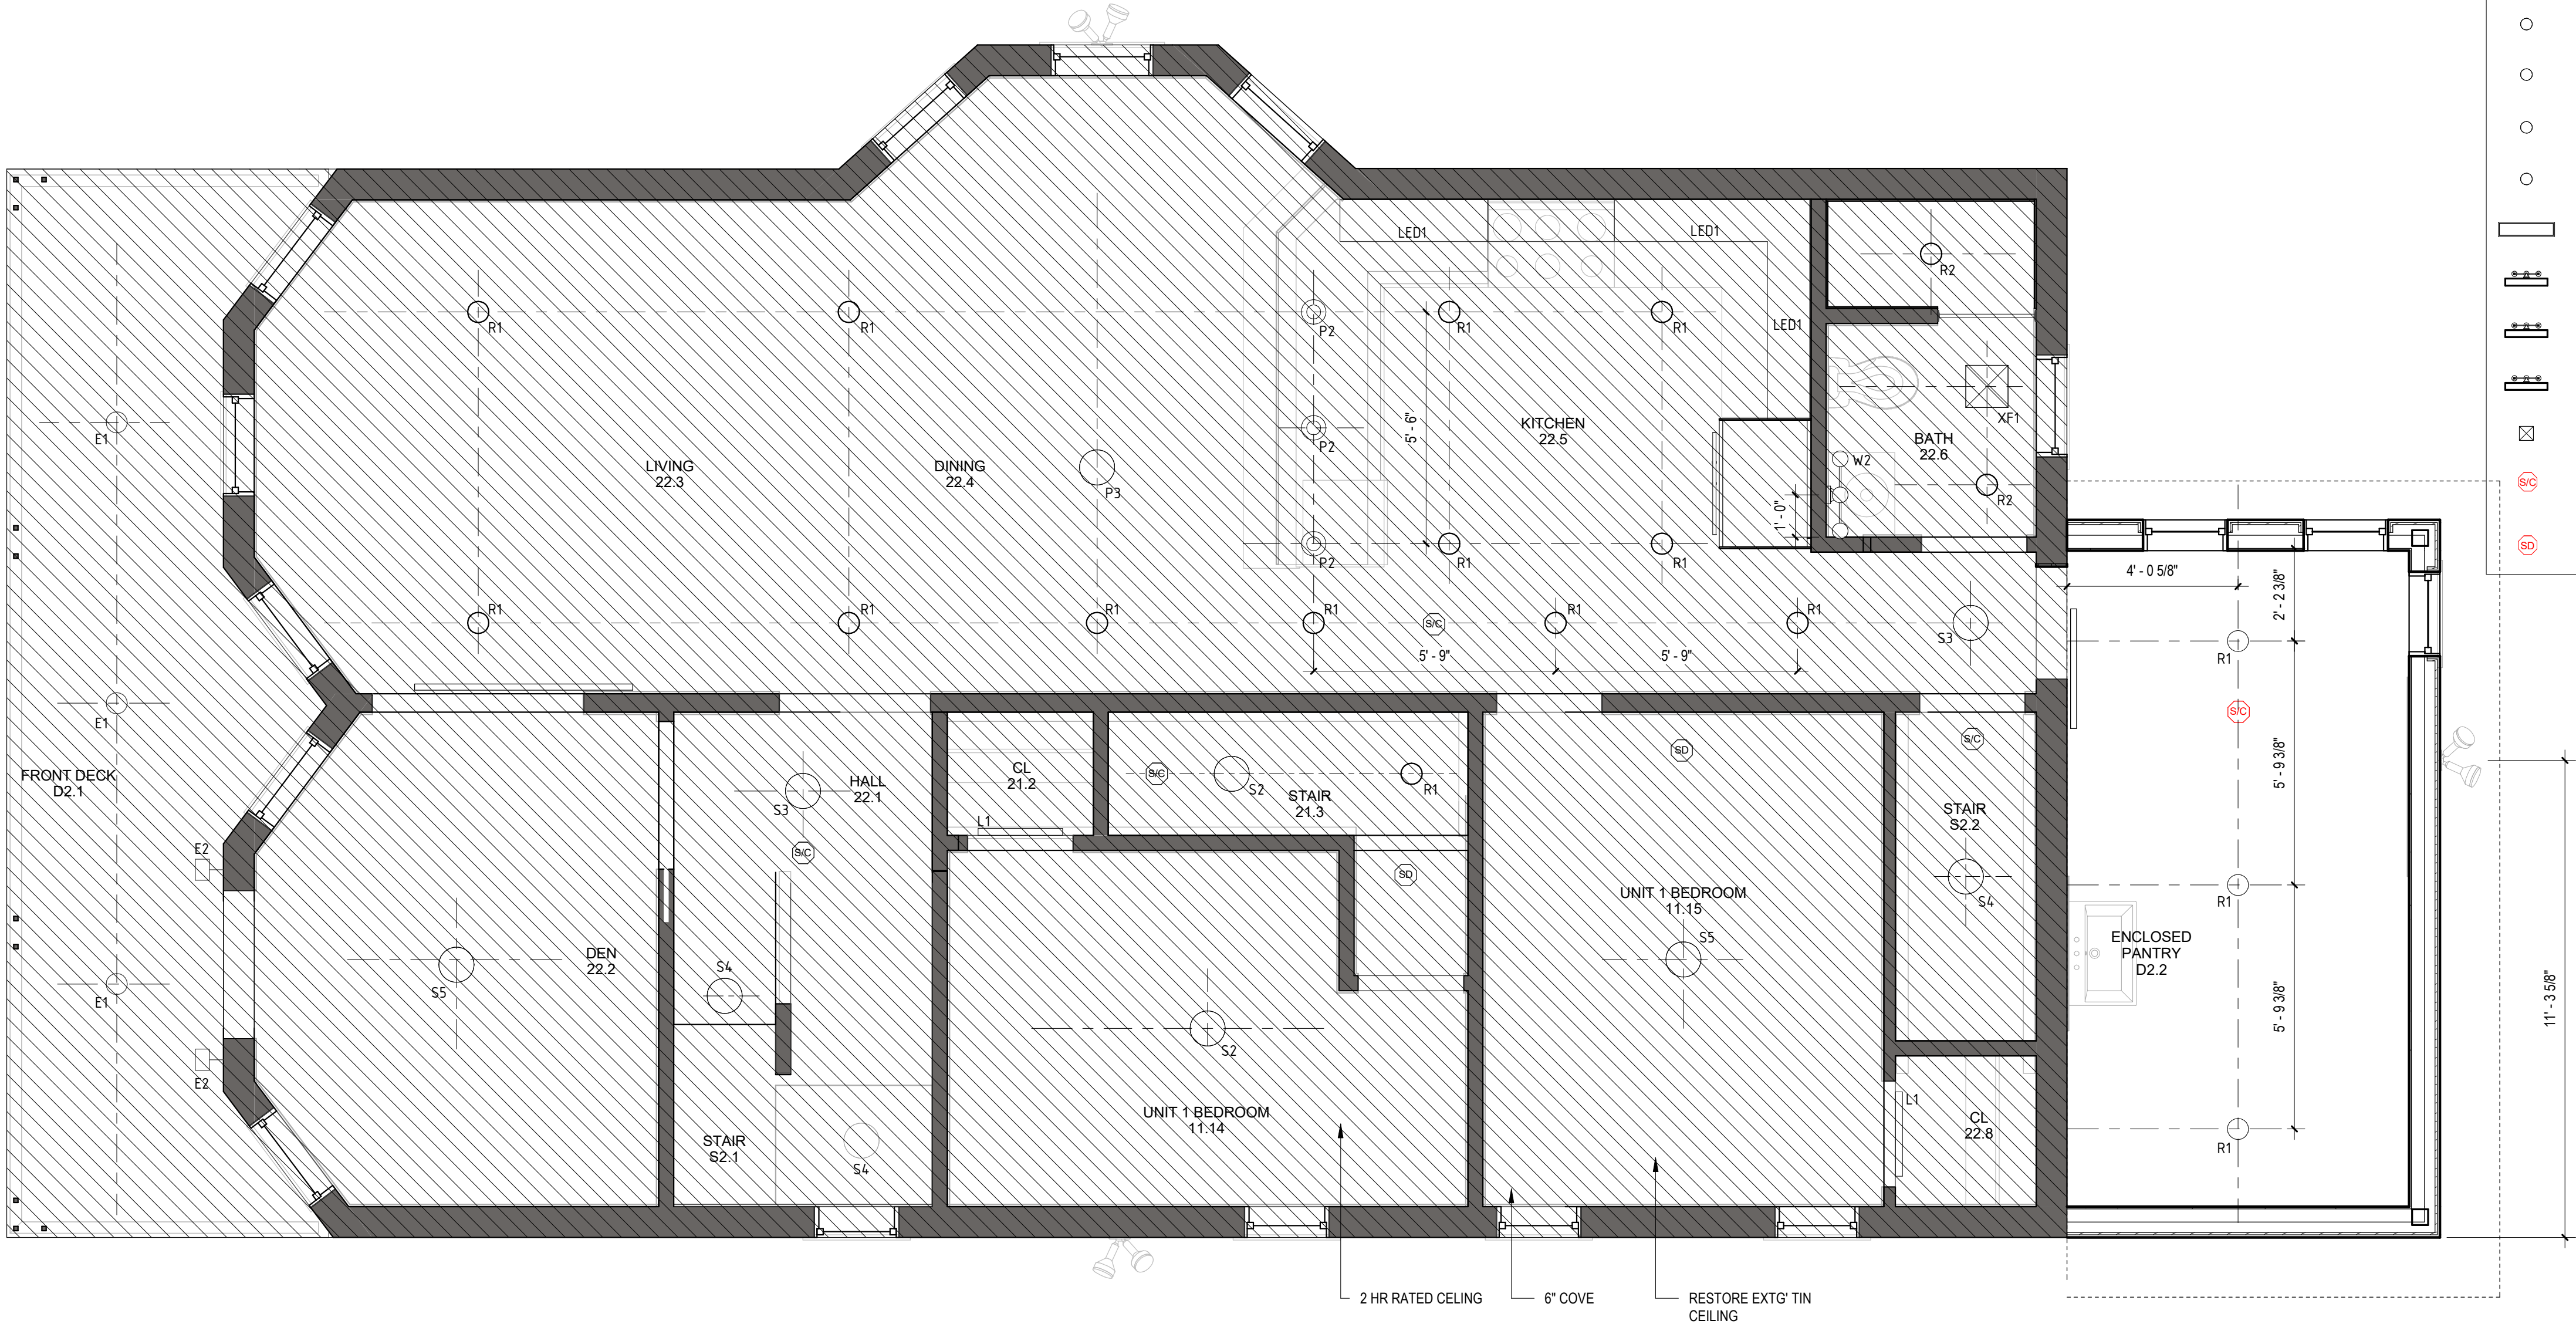 LED1
LED1
R2
R1
R1
P2
R1
R1
LED1
5' - 6"
KITCHEN
22.5
XF1
E1
P2
BATH
22.6
W2
LIVING
22.3
DINING
22.4
P3
R2
S/C
1' - 0"
SD
P2
R1
R1
4' - 0 5/8"
2' - 2 3/8"
R1
R1
R1
R1
S/C
R1
R1
S3
5' - 9"
5' - 9"
R1
E1
S/C
SD
S/C
FRONT DECK
D2.1
HALL
22.1
S3
CL
21.2
S/C
S2
STAIR
21.3
R1
5' - 9 3/8"
STAIR
S2.2
L1
E2
S/C
SD
UNIT 1 BEDROOM
11.15
S4
R1
DEN
22.2
S5
S4
S5
ENCLOSED
PANTRY
D2.2
E1
5' - 9 3/8"
11' - 3 5/8"
S2
E2
UNIT 1 BEDROOM
11.14
L1
CL
22.8
STAIR
S2.1
S4
R1
2 HR RATED CELING
6" COVE
RESTORE EXTG' TIN
CEILING